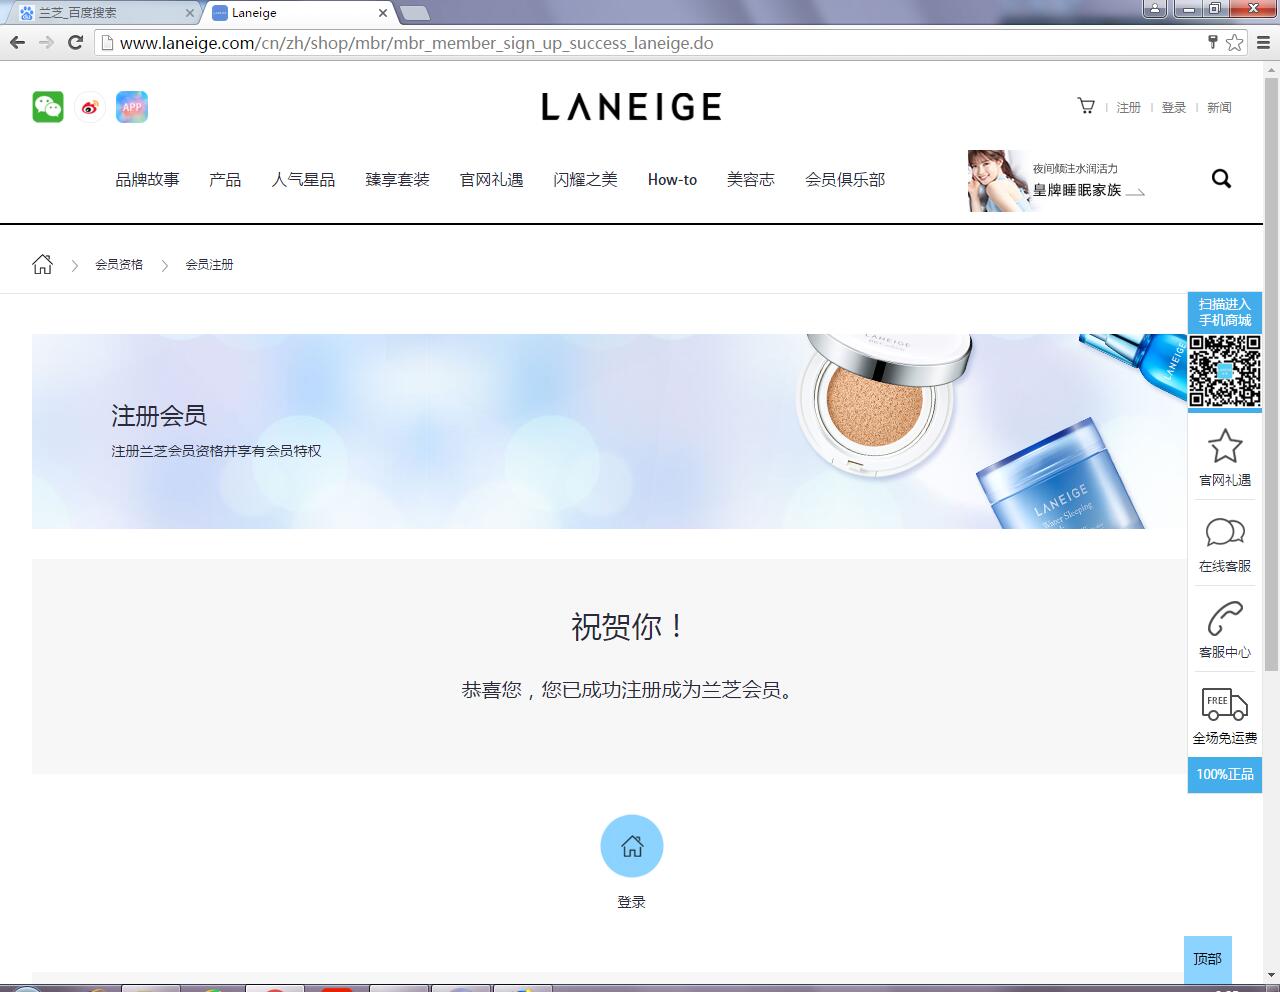 兰芝_百度搜索
Laneige
www.laneige.com/cn/zh/shop/mbr/mbr_member_sign_up_success_laneige.do
APP
LANEIGE
注册
登录
新闻
品牌故事 产品 人气星品 臻享套装 官网礼遇 闪耀之美 How-to 美容志 会员俱乐部
夜间倾注水润活力
皇牌睡眠家族
会员资格
会员注册
扫描进入
手机商城
注册会员
注册兰芝会员资格并享有会员特权
LANEIGE
LANEIGE
LANEIGE
Water Sleeping
官网礼遇
在线客服
客服中心
FREE
全场免运费
100%正品
祝贺你！
恭喜您，您已成功注册成为兰芝会员。
登录
顶部